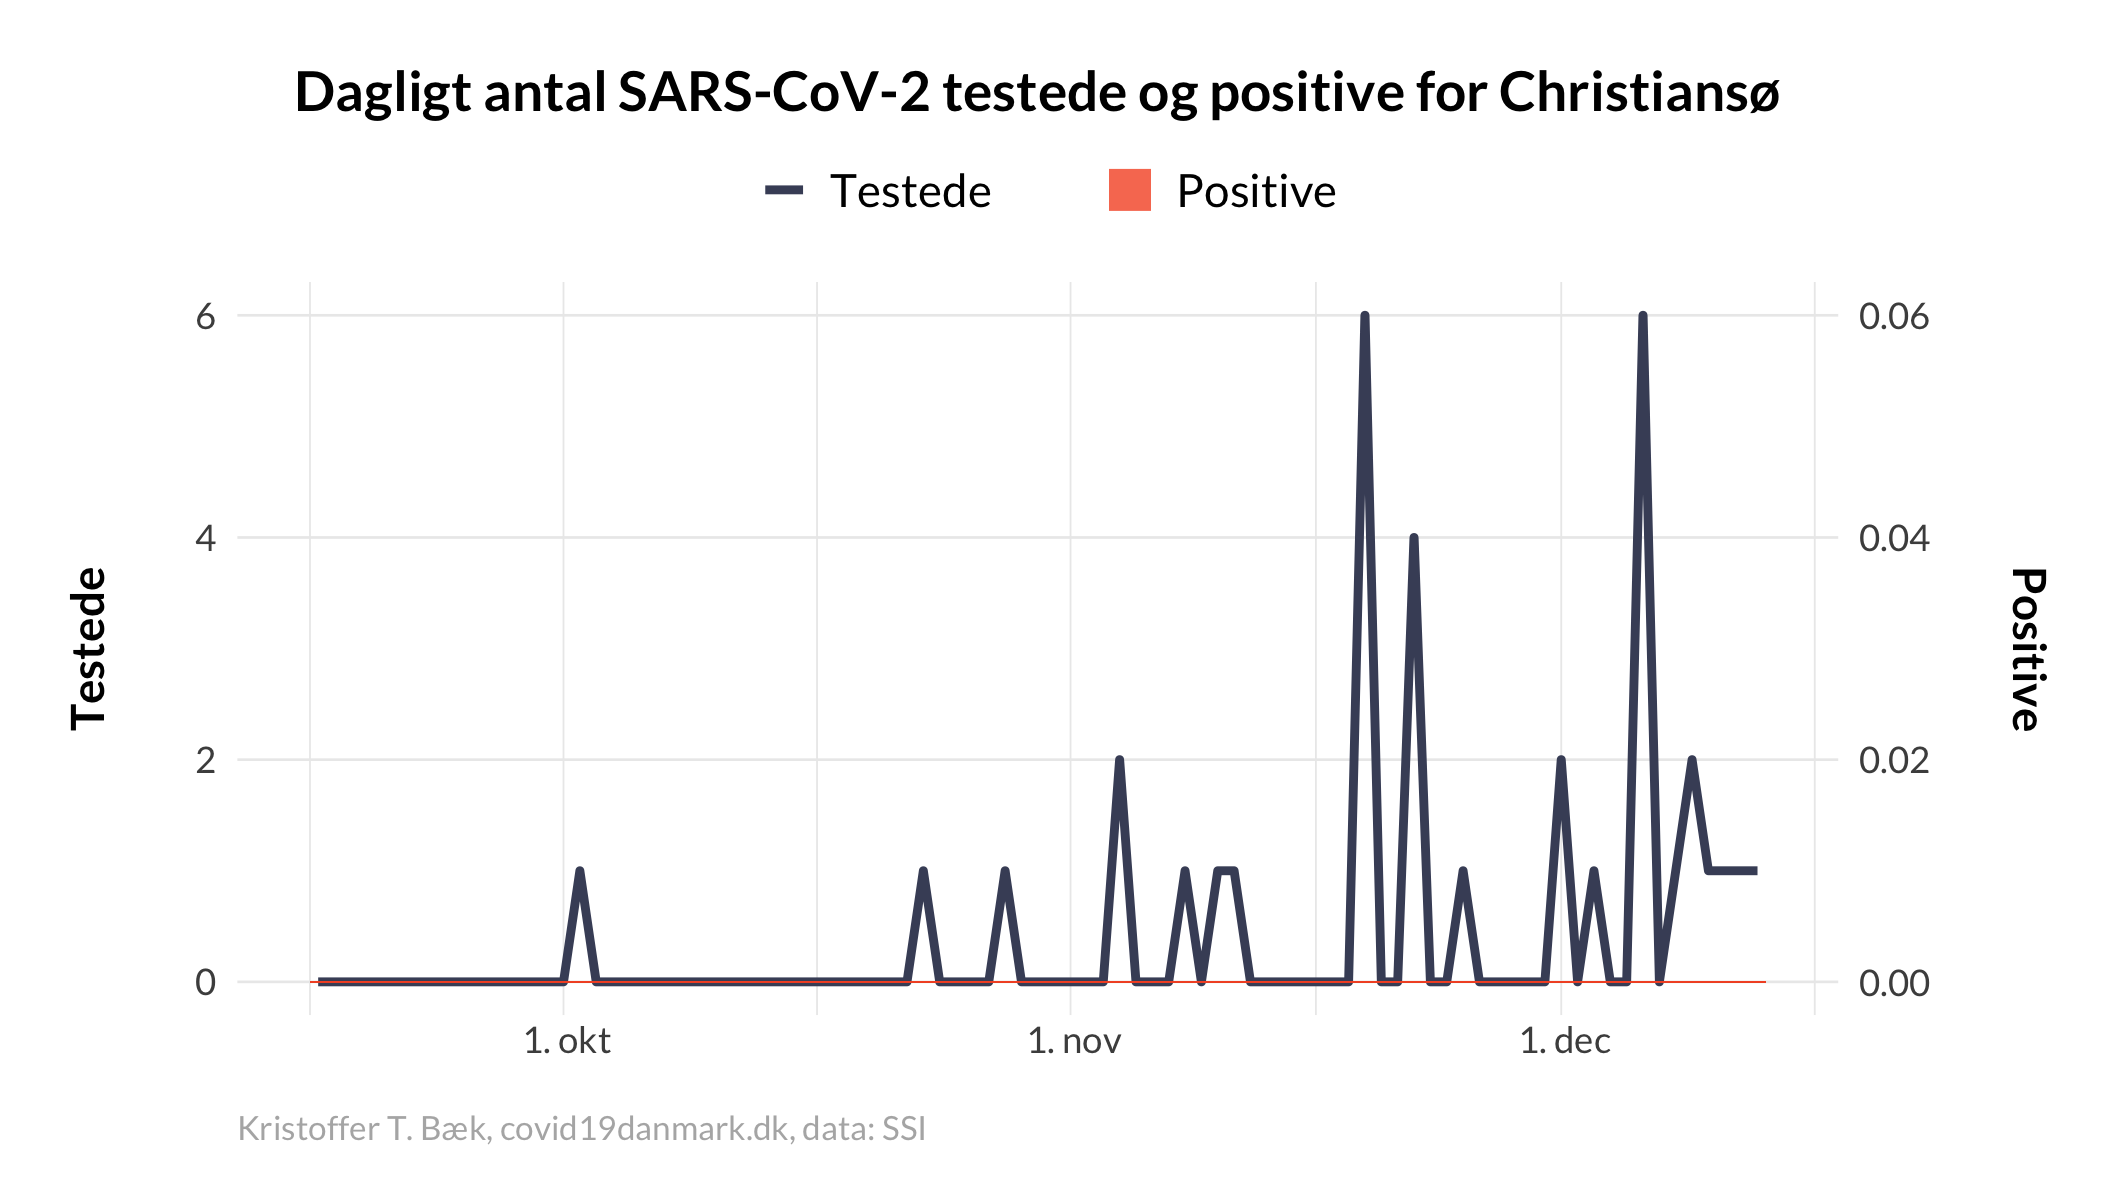 Dagligt antal SARS-CoV-2 testede og positive for Christiansø
Testede Positive
6 0.06
4 0.04
Testede
Positive
2 0.02
0 0.00
1. okt 1. nov 1. dec
Kristoffer T. Bæk, covid19danmark.dk, data: SSI